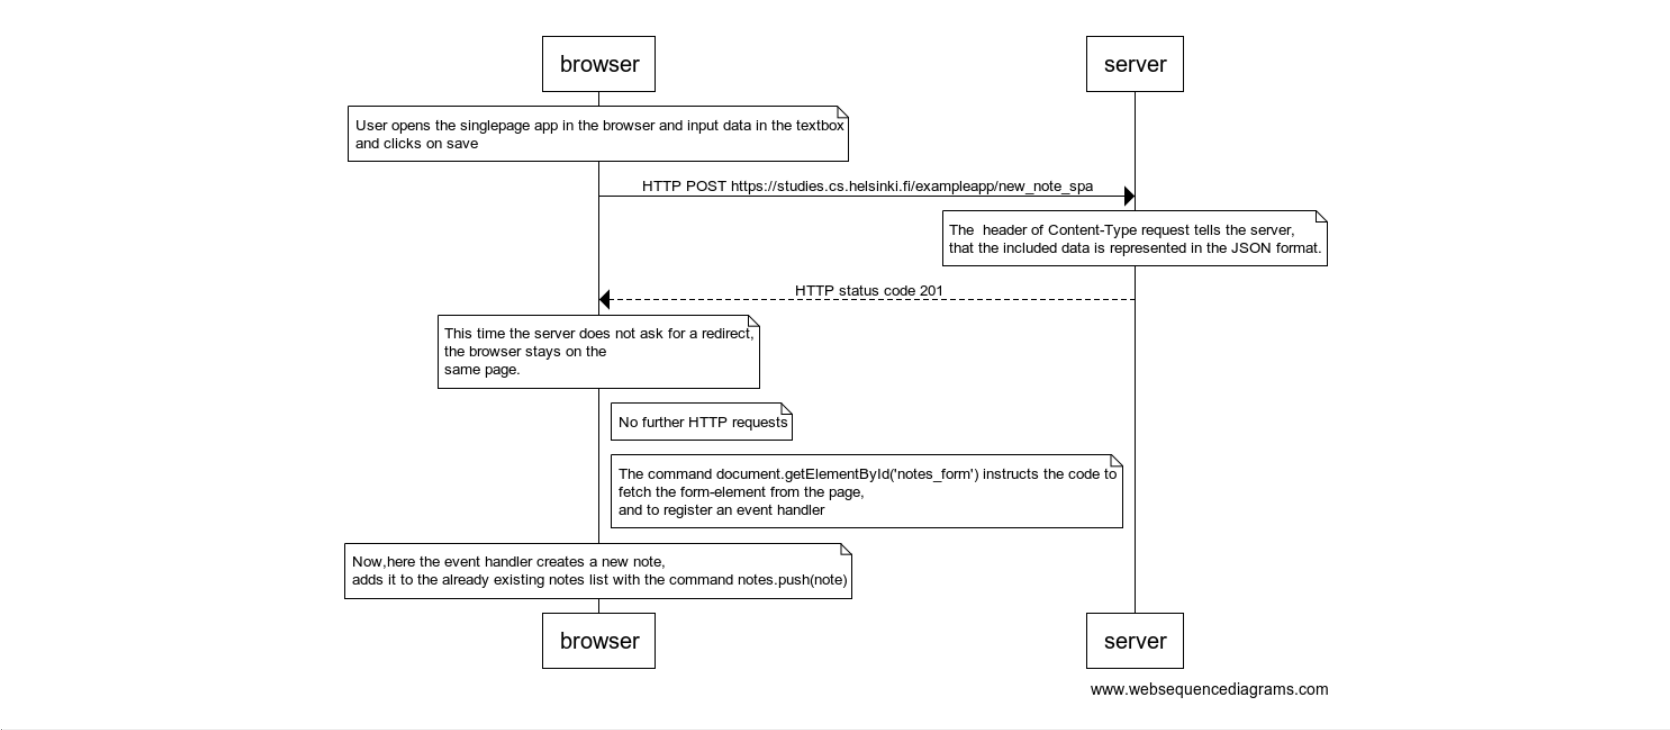 browser
server
User opens the singlepage app in the browser and input data in the textbox
and clicks on save
HTTP POST https://studies.cs.helsinki.fi/exampleapp/new_note_spa
The  header of Content-Type request tells the server,
that the included data is represented in the JSON format.
HTTP status code 201
This time the server does not ask for a redirect,
the browser stays on the
same page.
No further HTTP requests
The command document.getElementById('notes_form') instructs the code to
fetch the form-element from the page,
and to register an event handler
Now,here the event handler creates a new note,
adds it to the already existing notes list with the command notes.push(note)
browser
server
www.websequencediagrams.com